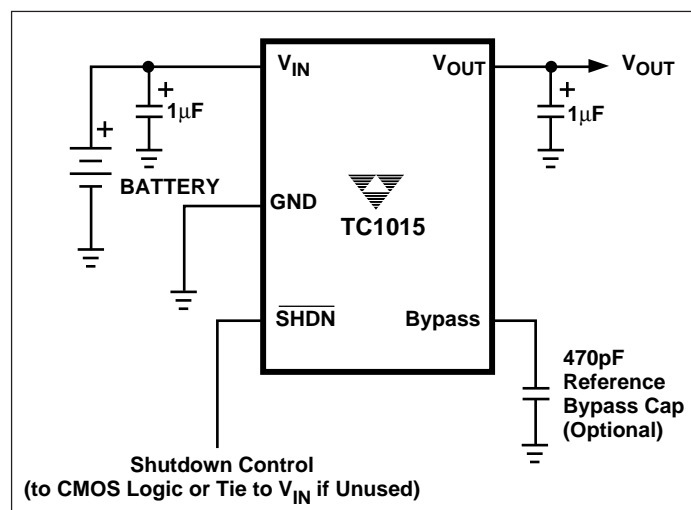 VIN
VOUT
VOUT
+
1µF
+
1µF
+
BATTERY
GND
TC1015
SHDN
Bypass
470pF
Reference
Bypass Cap
(Optional)
Shutdown Control
(to CMOS Logic or Tie to VIN if Unused)